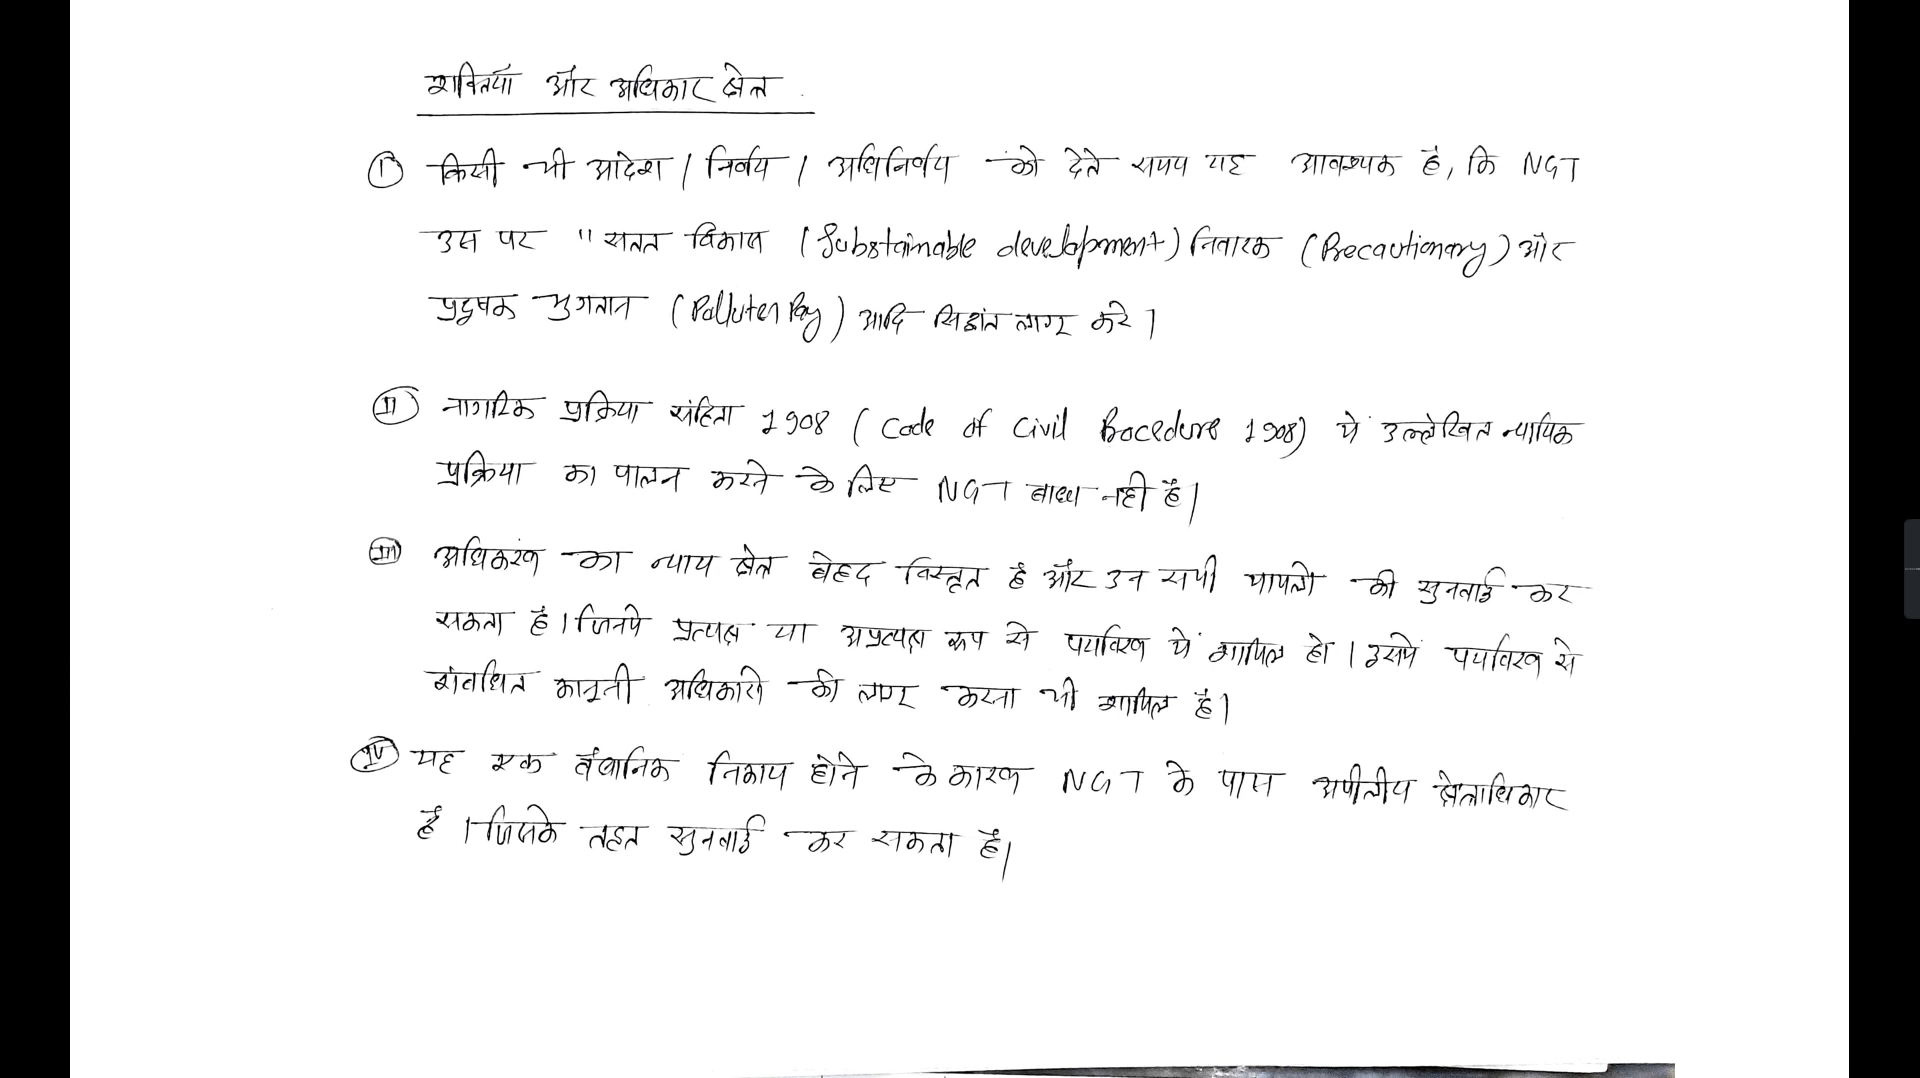 शक्तियाँ और अधिकार क्षेत्र
① किसी भी आदेश / निर्णय / अधिनिर्णय को देते समय यह आवश्यक है, कि NGT
उस पर "सतत विकास (Substainable development) निवारक (Precautionary) और
प्रदूषक भुगतान (Polluter Pay) आदि सिद्धांत लागू करे।
(II) नागरिक प्रक्रिया संहिता 1908 (Code of Civil Procedure 1908) में उल्लेखित न्यायिक
प्रक्रिया का पालन करने के लिए NGT बाध्य नही है।
(III) अधिकरण का न्याय क्षेत्र बेहद विस्तृत है और उन सभी मामलो की सुनवाई कर
सकता है। जिनमे प्रत्यक्ष या अप्रत्यक्ष रूप से पर्यावरण में शामिल हो। इसमें पर्यावरण से
संबधित कानूनी अधिकारो की लागू करना भी शामिल है।
(IV) यह एक वैधानिक निकाय होने के कारण NGT के पास अपीलीय क्षेत्राधिकार
है। जिसके तहत सुनवाई कर सकता है।